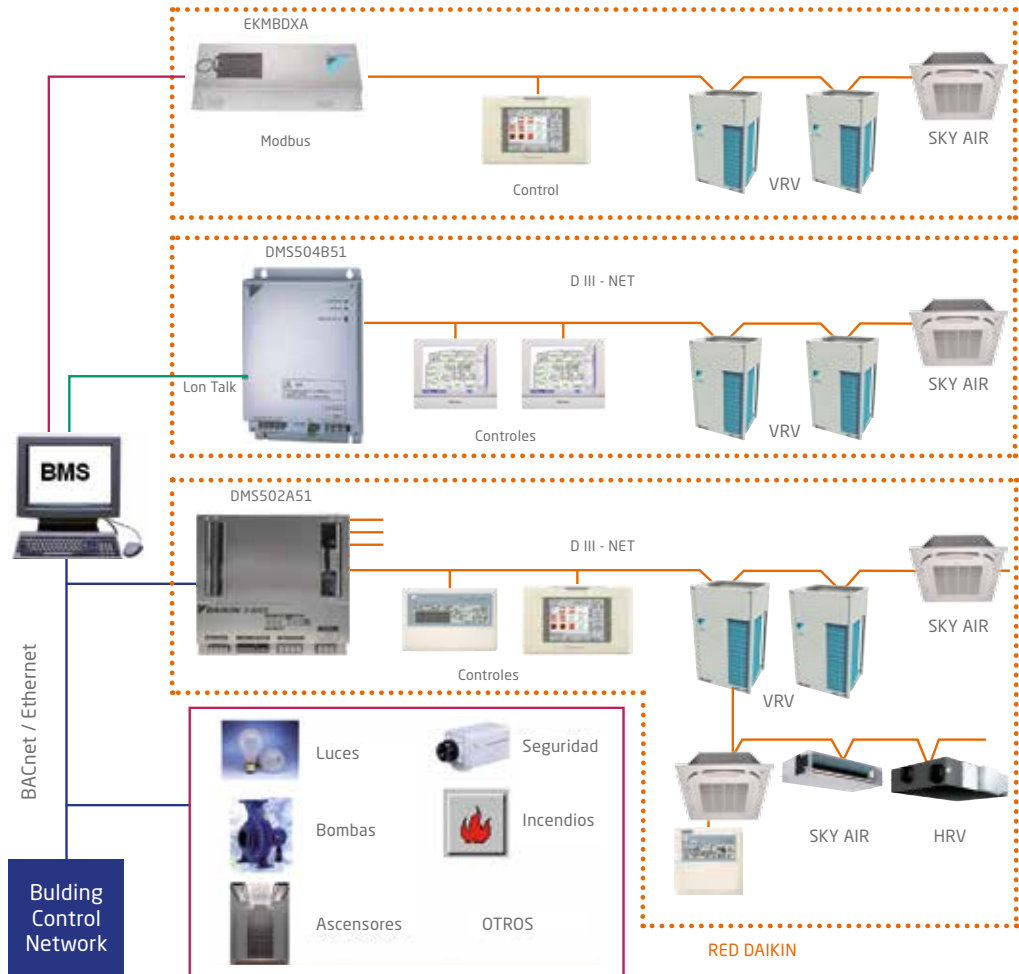 EKMBDXA
Modbus
Control
VRV
SKY AIR
DMS504B51
D III - NET
Lon Talk
Controles
VRV
SKY AIR
BMS
DMS502A51
D III - NET
Controles
VRV
SKY AIR
SKY AIR
HRV
BACnet / Ethernet
Luces
Seguridad
Bombas
Incendios
Ascensores
OTROS
Bulding
Control
Network
RED DAIKIN